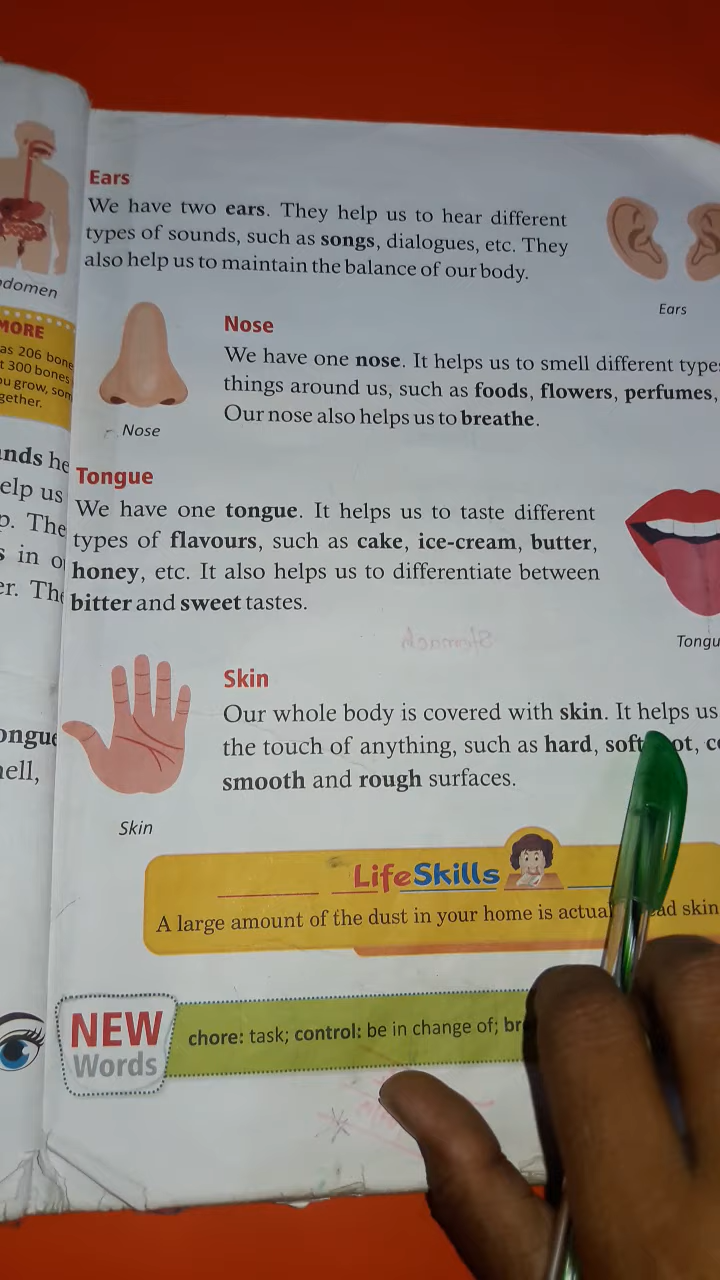 domen
MORE
as 206 bone
t 300 bones
ou grow, som
gether.
nds he
elp us
p. The
s in o
er. The
ongue
ell,
Ears
We have two ears. They help us to hear different
types of sounds, such as songs, dialogues, etc. They
also help us to maintain the balance of our body.
Ears
Nose
We have one nose. It helps us to smell different type
things around us, such as foods, flowers, perfumes,
Our nose also helps us to breathe.
Nose
Tongue
We have one tongue. It helps us to taste different
types of flavours, such as cake, ice-cream, butter,
honey, etc. It also helps us to differentiate between
bitter and sweet tastes.
Tongu
Skin
Our whole body is covered with skin. It helps us
the touch of anything, such as hard, soft
smooth and rough surfaces.
Skin
LifeSkills
A large amount of the dust in your home is actual ad skin
NEW
Words
chore: task; control: be in change of; br